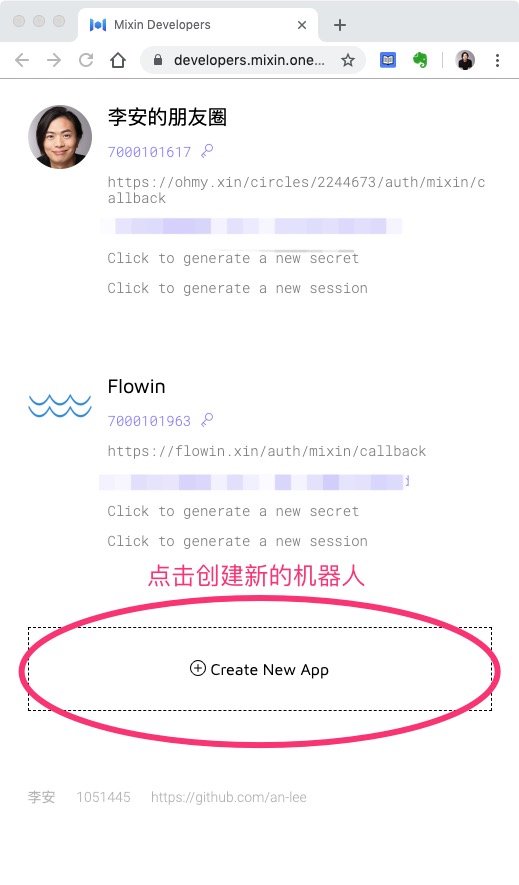 Mixin Developers
developers.mixin.one...
李安的朋友圈
7000101617
https://ohmy.xin/circles/2244673/auth/mixin/c
allback
Click to generate a new secret
Click to generate a new session
Flowin
7000101963
https://flowin.xin/auth/mixin/callback
Click to generate a new secret
Click to generate a new session
点击创建新的机器人
Create New App
李安 1051445 https://github.com/an-lee